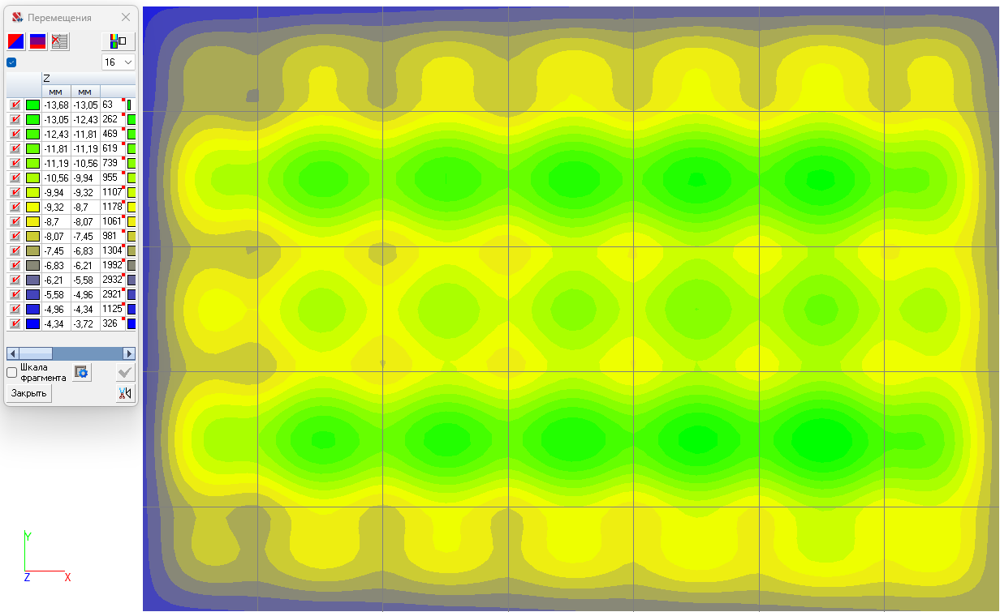 Перемещения
16
Z
мм мм
-13,68 -13,05 63
-13,05 -12,43 262
-12,43 -11,81 469
-11,81 -11,19 619
-11,19 -10,56 739
-10,56 -9,94 955
-9,94 -9,32 1107
-9,32 -8,7 1178
-8,7 -8,07 1061
-8,07 -7,45 981
-7,45 -6,83 1304
-6,83 -6,21 1992
-6,21 -5,58 2932
-5,58 -4,96 2921
-4,96 -4,34 1125
-4,34 -3,72 326
Шкала
фрагмента
Закрыть
Y
Z X